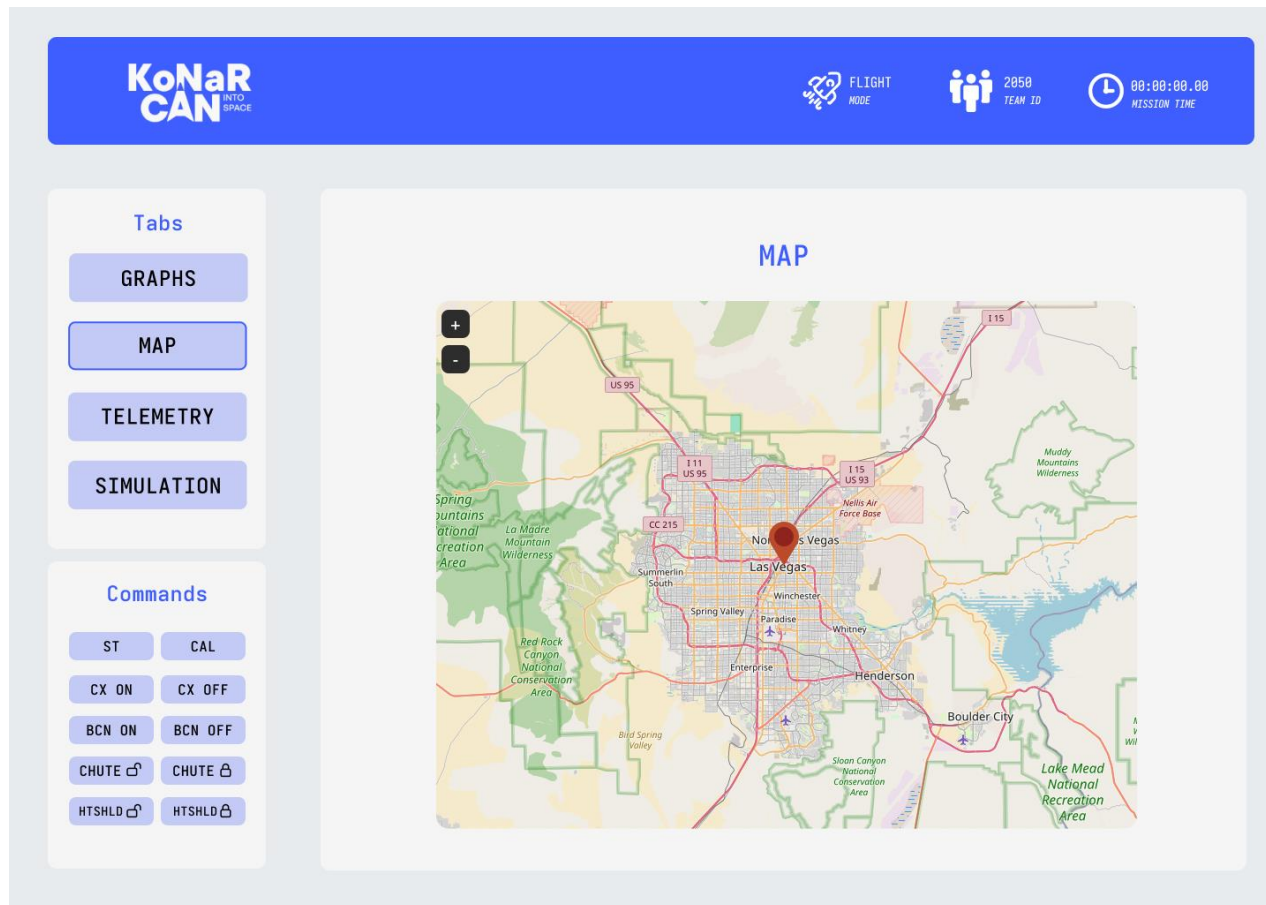 KoNaR
CAN INTO
SPACE
FLIGHT
MODE
2050
TEAM ID
00:00:00.00
MISSION TIME
Tabs
GRAPHS
MAP
TELEMETRY
SIMULATION
Commands
ST
CAL
CX ON
CX OFF
BCN ON
BCN OFF
CHUTE
CHUTE
HTSHLD
HTSHLD
MAP
+
-
I 15
US 95
I 11
US 95
I 15
US 93
Muddy
Mountains
Wilderness
Nellis Air
Force Base
CC 215
Spring
La Madre
Mountain
Wilderness
Area
Las Vegas
Vegas
Summerlin
South
Winchester
Spring Valley
Paradise
Whitney
Red Rock
Canyon
National
Conservation
Area
Enterprise
Henderson
Boulder City
Bird Spring
Valley
Sloan Canyon
National
Conservation
Area
Lake Mead
National
Recreation
Area